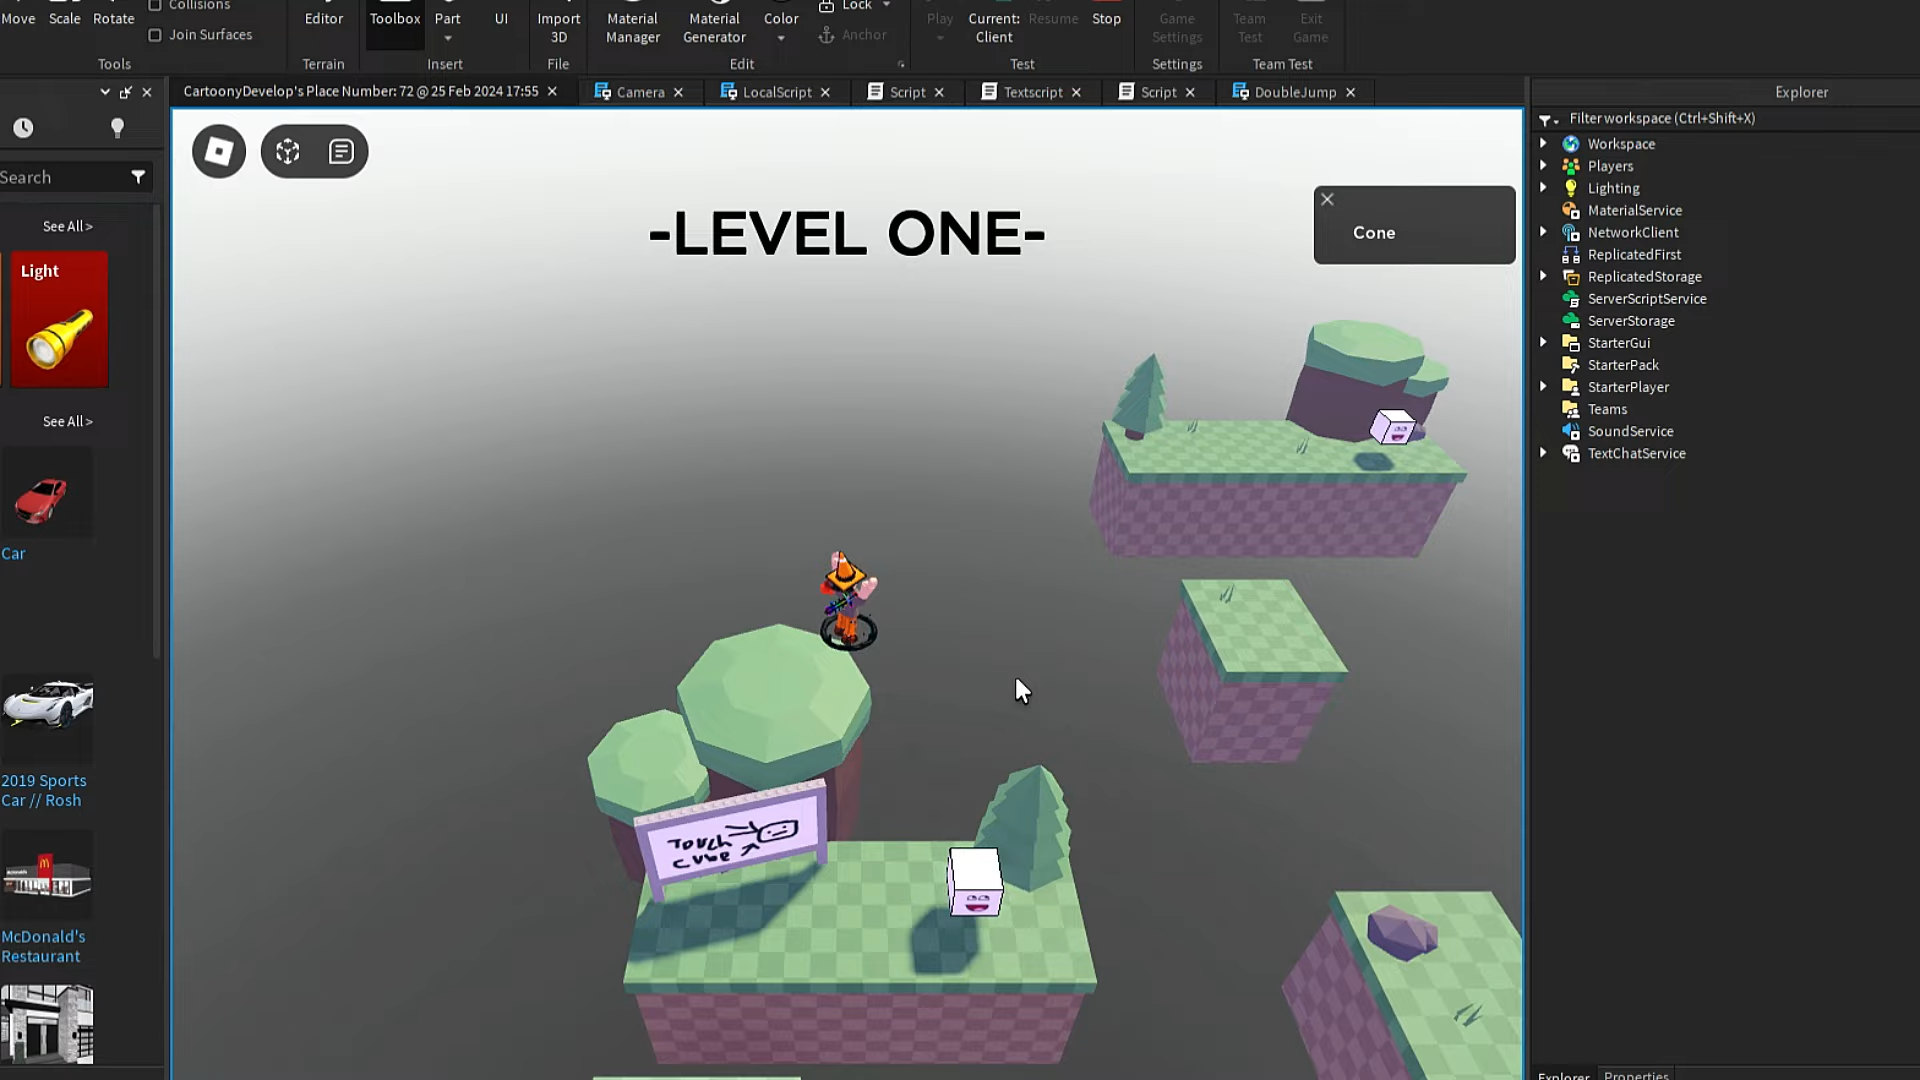 Move Scale Rotate
Collisions
Join Surfaces
Tools
Editor
Terrain
Toolbox
Part
UI
Insert
Import
3D
File
Material
Manager
Material
Generator
Color
Lock
Anchor
Edit
Play
Current:
Client
Resume
Stop
Test
Game
Settings
Settings
Team
Test
Exit
Game
Team Test
CartoonyDevelop's Place Number: 72 @ 25 Feb 2024 17:55
Camera
LocalScript
Script
Textscript
Script
DoubleJump
Search
See All >
Light
See All >
Car
2019 Sports
Car // Rosh
McDonald's
Restaurant
-LEVEL ONE-
Cone
TOUCH
CUBE
Explorer
Filter workspace (Ctrl+Shift+X)
Workspace
Players
Lighting
MaterialService
NetworkClient
ReplicatedFirst
ReplicatedStorage
ServerScriptService
ServerStorage
StarterGui
StarterPack
StarterPlayer
Teams
SoundService
TextChatService
Explorer Properties